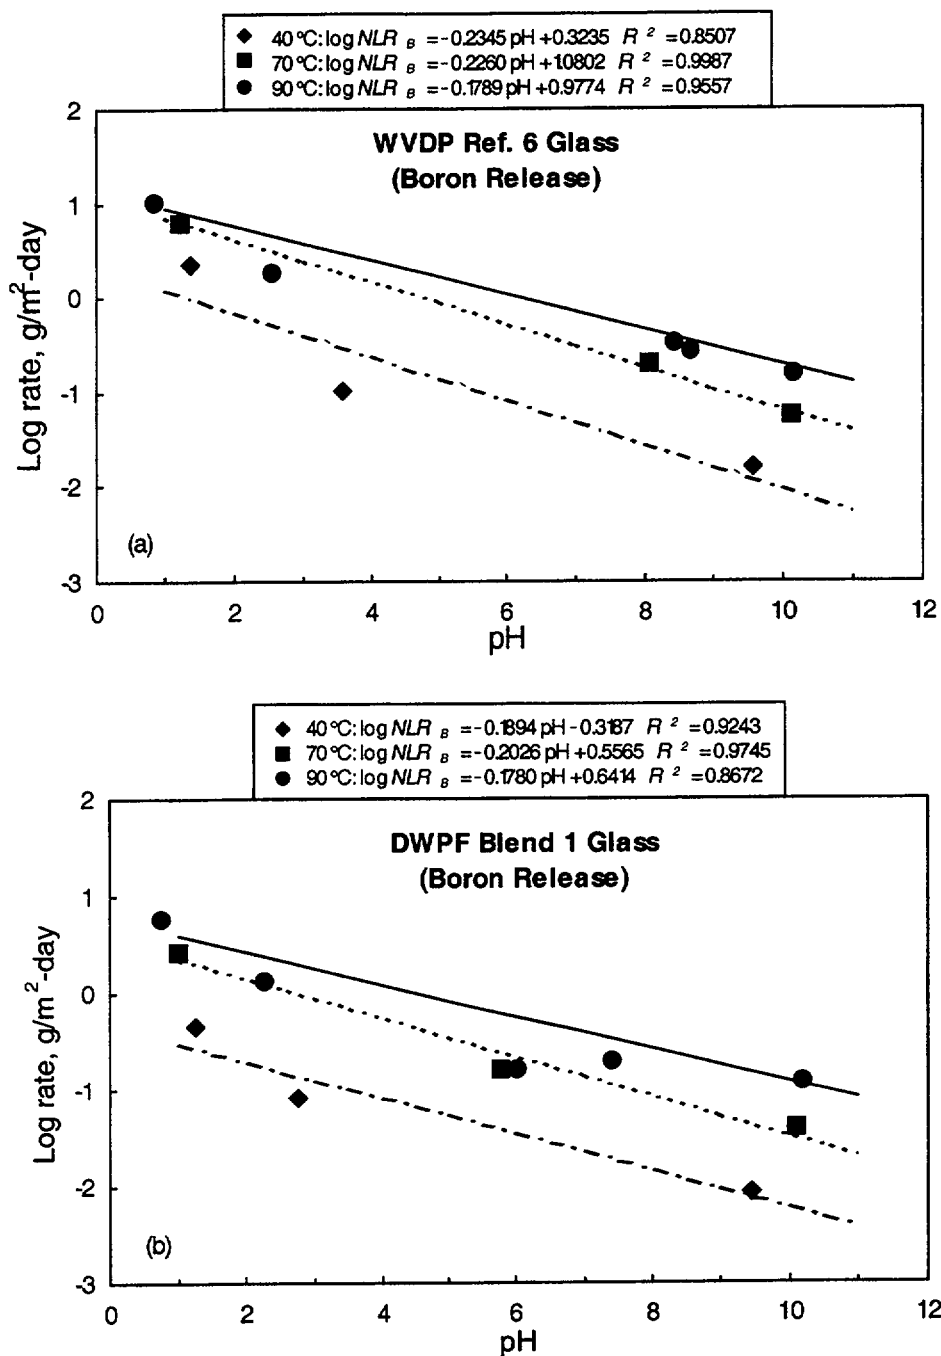 40 °C: log NLR B = -0.2345 pH + 0.3235 R 2 = 0.8507
70 °C: log NLR B = -0.2260 pH + 1.0802 R 2 = 0.9987
90 °C: log NLR B = -0.1789 pH + 0.9774 R 2 = 0.9557
WVDP Ref. 6 Glass
(Boron Release)
2
1
0
-1
-2
-3
Log rate, g/m²-day
(a)
0 2 4 6 8 10 12
pH
40 °C: log NLR B = -0.1894 pH - 0.3187 R 2 = 0.9243
70 °C: log NLR B = -0.2026 pH + 0.5565 R 2 = 0.9745
90 °C: log NLR B = -0.1780 pH + 0.6414 R 2 = 0.8672
DWPF Blend 1 Glass
(Boron Release)
2
1
0
-1
-2
-3
Log rate, g/m²-day
(b)
0 2 4 6 8 10 12
pH